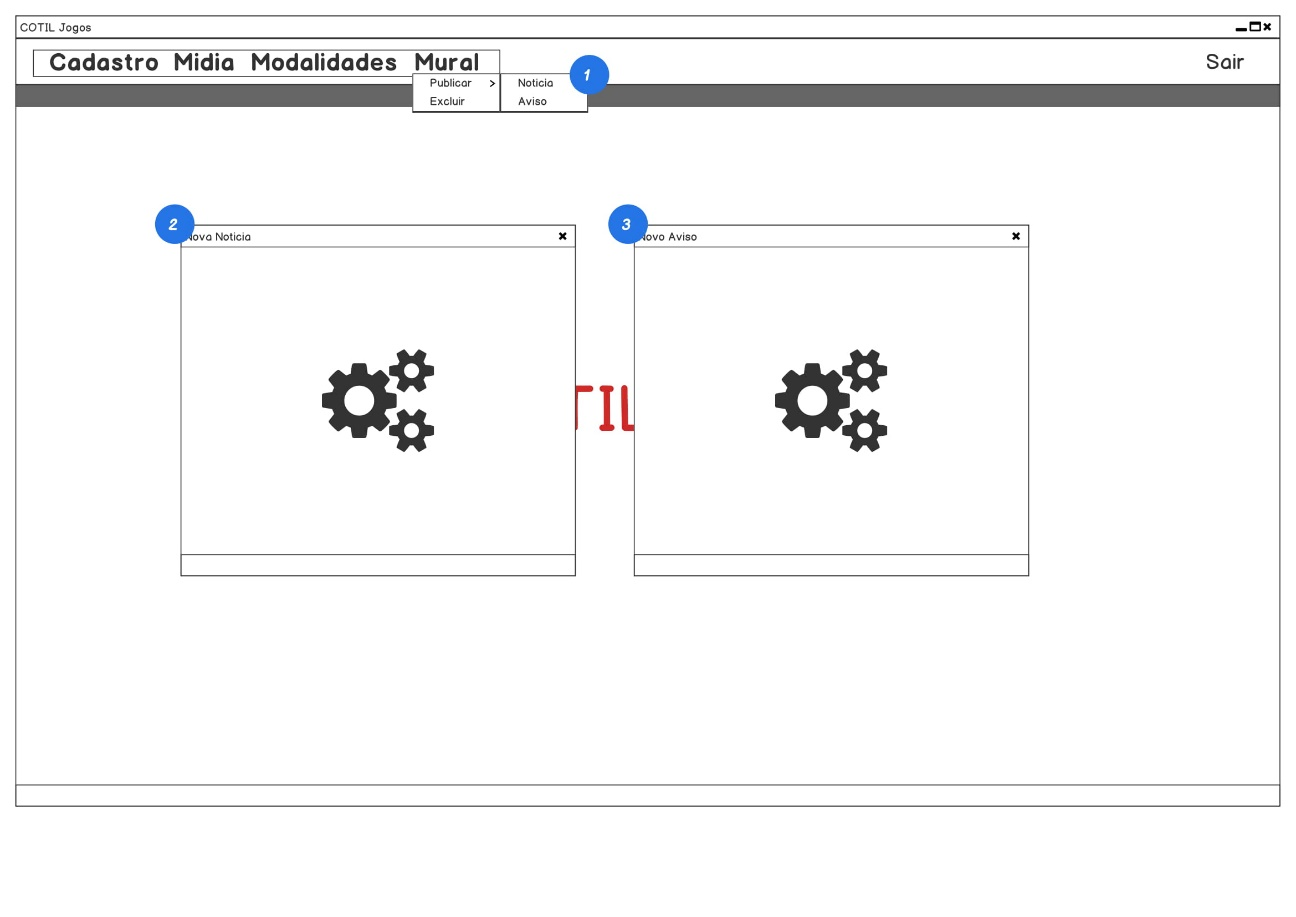 COTIL Jogos
Cadastro Midia Modalidades Mural
Sair
Publicar > Noticia
1
Excluir Aviso
2
Nova Noticia
3
Novo Aviso
TIL